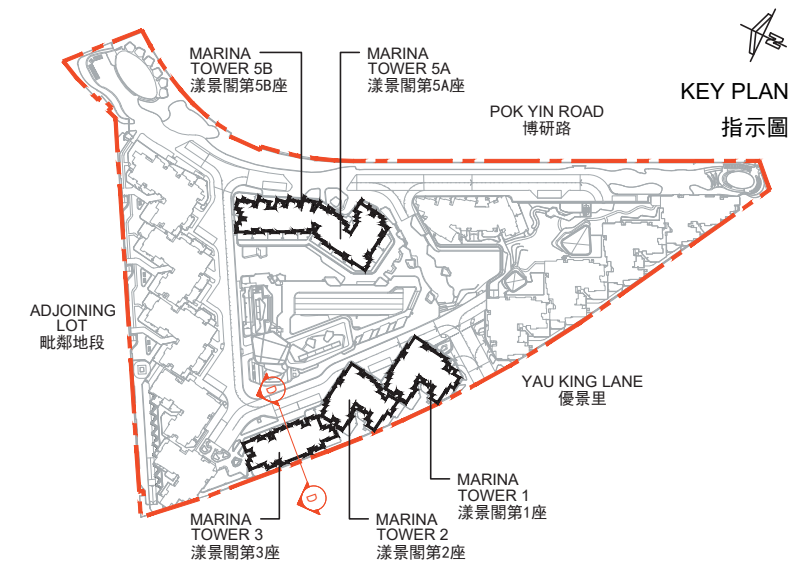 MARINA
TOWER 5B
漾景閣第5B座
MARINA
TOWER 5A
漾景閣第5A座
KEY PLAN
指示圖
POK YIN ROAD
博研路
ADJOINING
LOT
毗鄰地段
YAU KING LANE
優景里
D
D
MARINA
TOWER 1
漾景閣第1座
MARINA
TOWER 2
漾景閣第2座
MARINA
TOWER 3
漾景閣第3座